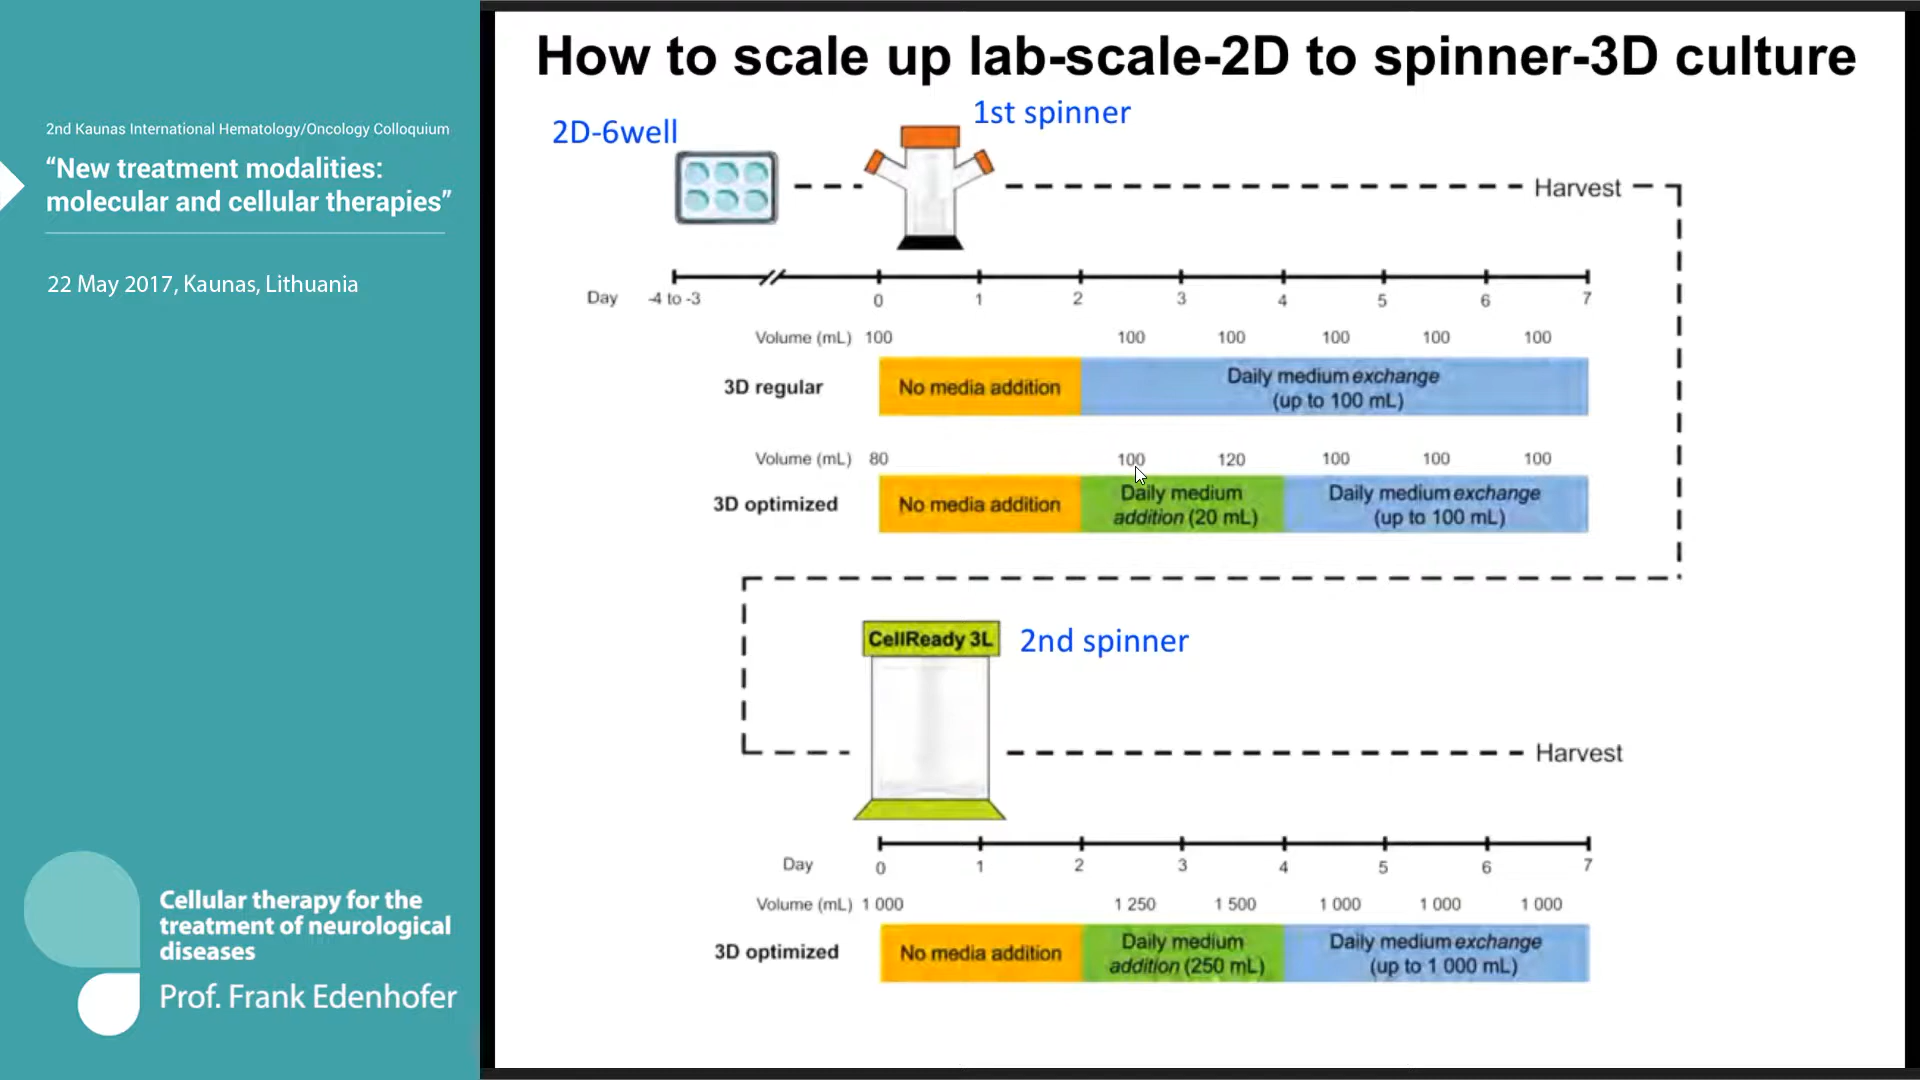 2nd Kaunas International Hematology/Oncology Colloquium
“New treatment modalities:
molecular and cellular therapies”
22 May 2017, Kaunas, Lithuania
Cellular therapy for the
treatment of neurological
diseases
Prof. Frank Edenhofer
How to scale up lab-scale-2D to spinner-3D culture
2D-6well
1st spinner
Harvest
Day -4 to -3 0 1 2 3 4 5 6 7
Volume (mL) 100 100 100 100 100 100
3D regular
No media addition
Daily medium exchange
(up to 100 mL)
Volume (mL) 80 100 120 100 100 100
3D optimized
No media addition
Daily medium
addition (20 mL)
Daily medium exchange
(up to 100 mL)
CellReady 3L
2nd spinner
Harvest
Day 0 1 2 3 4 5 6 7
Volume (mL) 1 000 1 250 1 500 1 000 1 000 1 000
3D optimized
No media addition
Daily medium
addition (250 mL)
Daily medium exchange
(up to 1 000 mL)